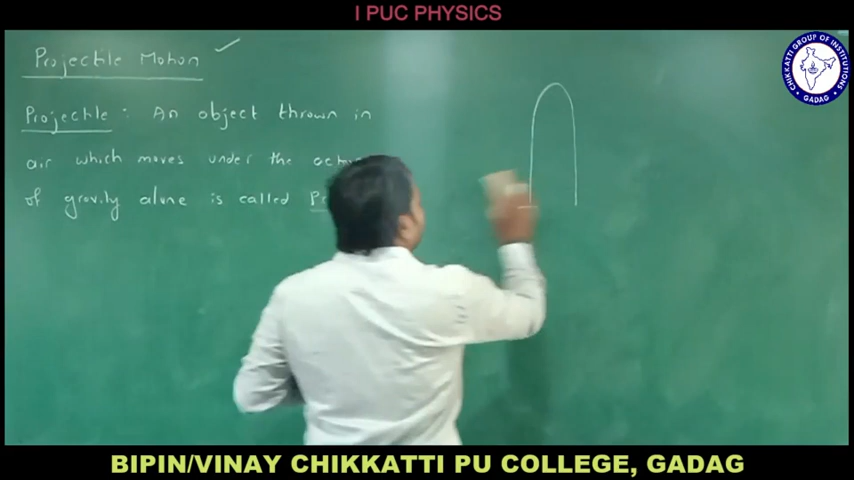 I PUC PHYSICS
Projectile Motion
Projectile : An object thrown in
air which moves under the
of gravity alone is called
CHIKKATTI GROUP OF INSTITUTIONS
GADAG
BIPIN/VINAY CHIKKATTI PU COLLEGE, GADAG